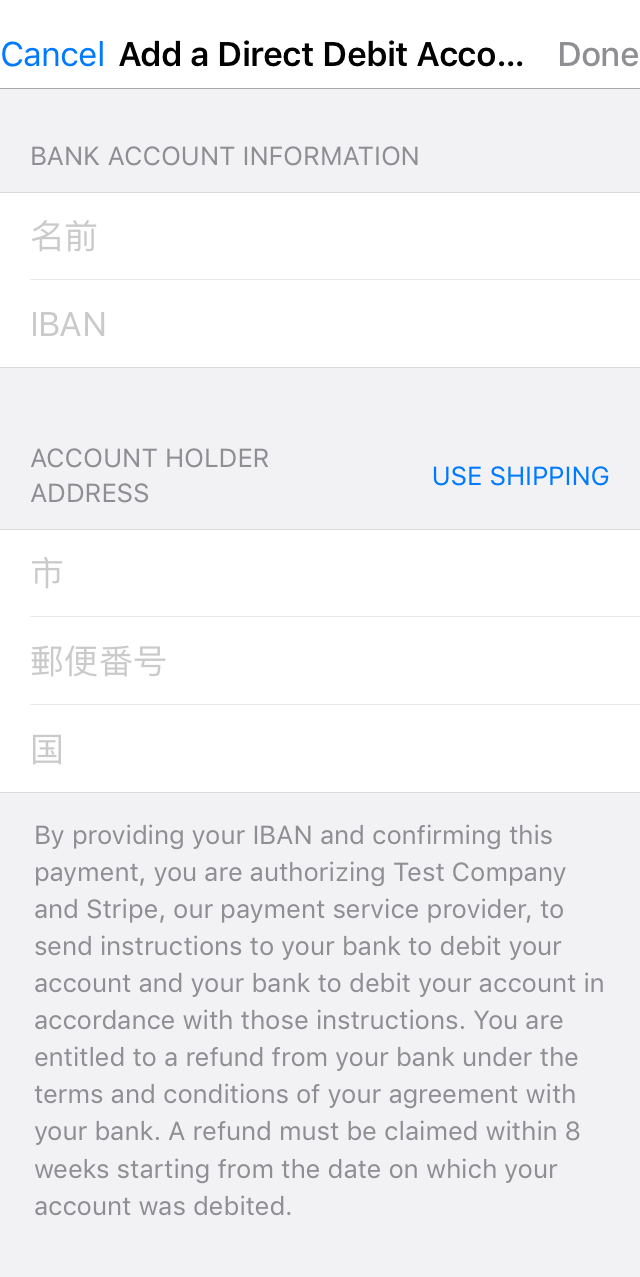 Cancel Add a Direct Debit Acco... Done
BANK ACCOUNT INFORMATION
名前
IBAN
ACCOUNT HOLDER
ADDRESS
USE SHIPPING
市
郵便番号
国
By providing your IBAN and confirming this
payment, you are authorizing Test Company
and Stripe, our payment service provider, to
send instructions to your bank to debit your
account and your bank to debit your account in
accordance with those instructions. You are
entitled to a refund from your bank under the
terms and conditions of your agreement with
your bank. A refund must be claimed within 8
weeks starting from the date on which your
account was debited.